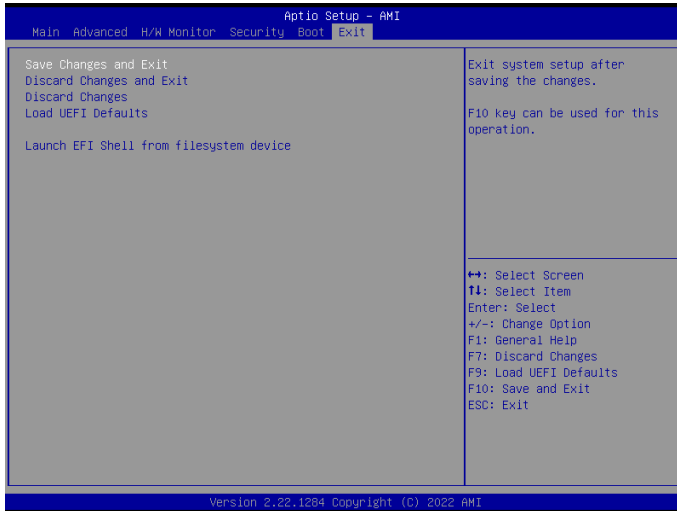 Aptio Setup – AMI
Main Advanced H/W Monitor Security Boot Exit
Save Changes and Exit
Discard Changes and Exit
Discard Changes
Load UEFI Defaults
Launch EFI Shell from filesystem device
Exit system setup after
saving the changes.
F10 key can be used for this
operation.
↔: Select Screen
↑↓: Select Item
Enter: Select
+/-: Change Option
F1: General Help
F7: Discard Changes
F9: Load UEFI Defaults
F10: Save and Exit
ESC: Exit
Version 2.22.1284 Copyright (C) 2022 AMI